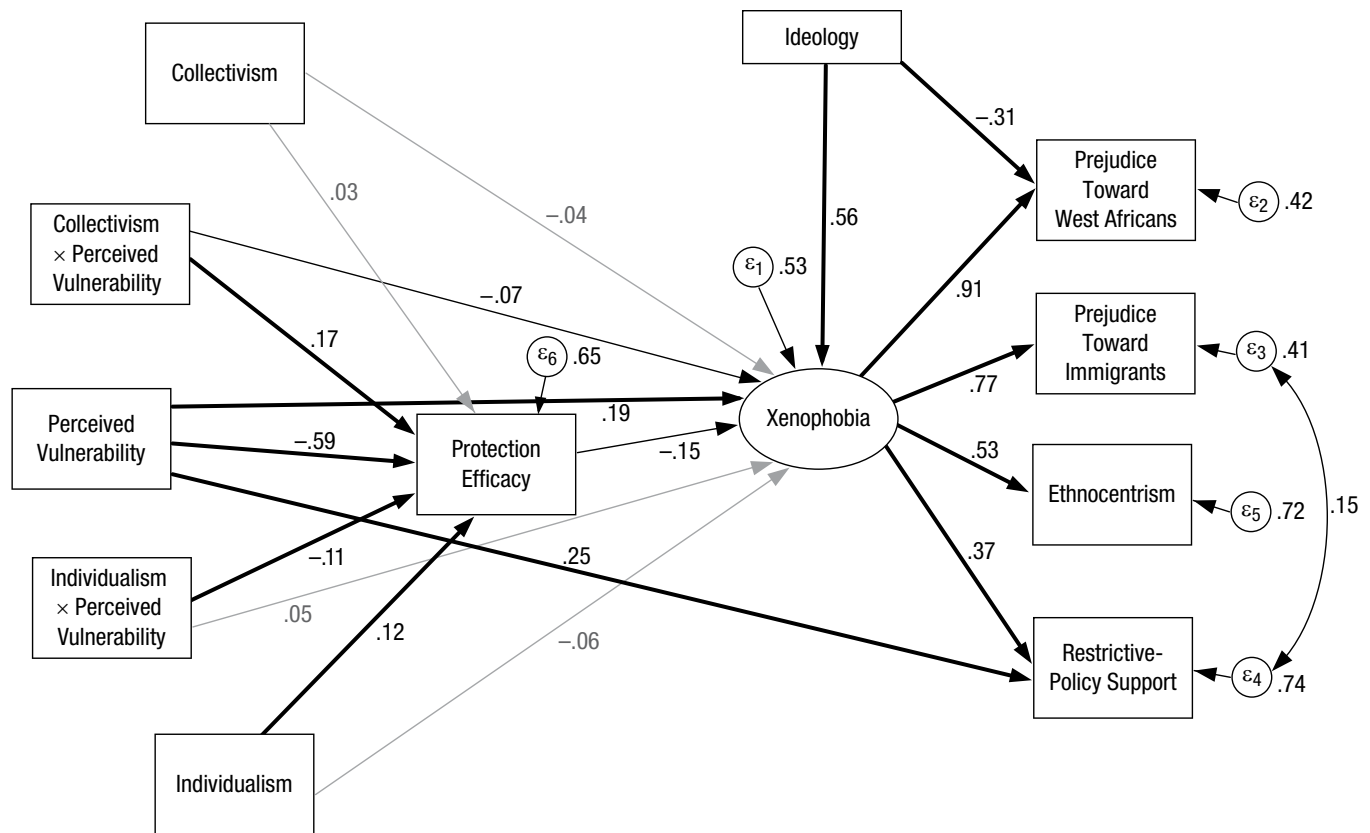 Ideology
Collectivism
–.31
Prejudice
Toward
West Africans
ε2 .42
.03
–.04
.56
Collectivism
× Perceived
Vulnerability
ε1 .53
–.07
.91
.17
Prejudice
Toward
Immigrants
ε3 .41
ε6 .65
.77
Perceived
Vulnerability
.19
Xenophobia
–.59
Protection
Efficacy
–.15
.53
Ethnocentrism
ε5 .72
.15
–.11
.25
.37
Individualism
× Perceived
Vulnerability
.05
.12
–.06
Restrictive-
Policy Support
ε4 .74
Individualism